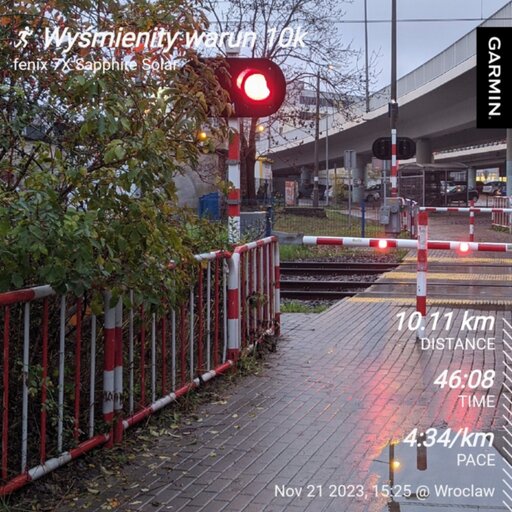 Wyśmienity warun 10k
fenix 7X Sapphire Solar
GARMIN
10.11 km
DISTANCE
46:08
TIME
4:34/km
PACE
Nov 21 2023, 15:25 @ Wroclaw